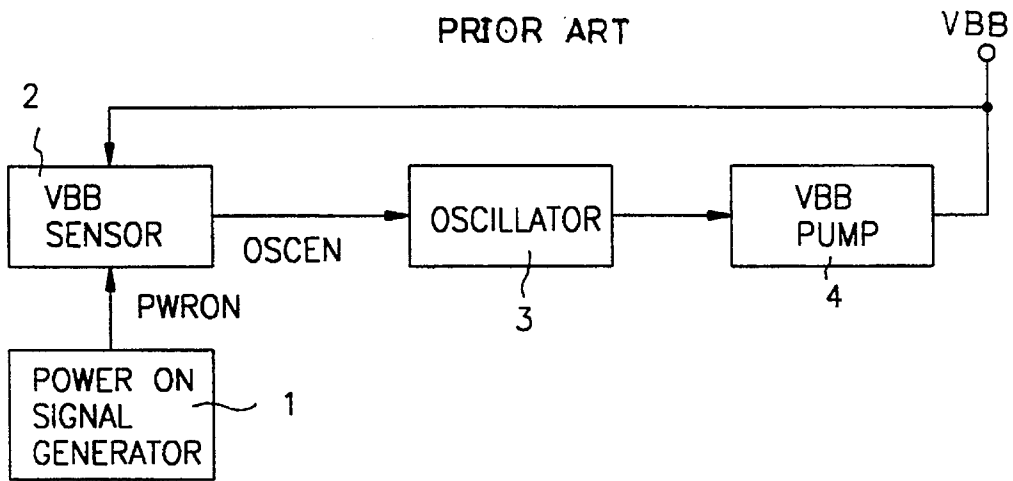 PRIOR ART
VBB
2
VBB
SENSOR
OSCEN
OSCILLATOR
3
VBB
PUMP
4
PWRON
POWER ON
SIGNAL
GENERATOR
1